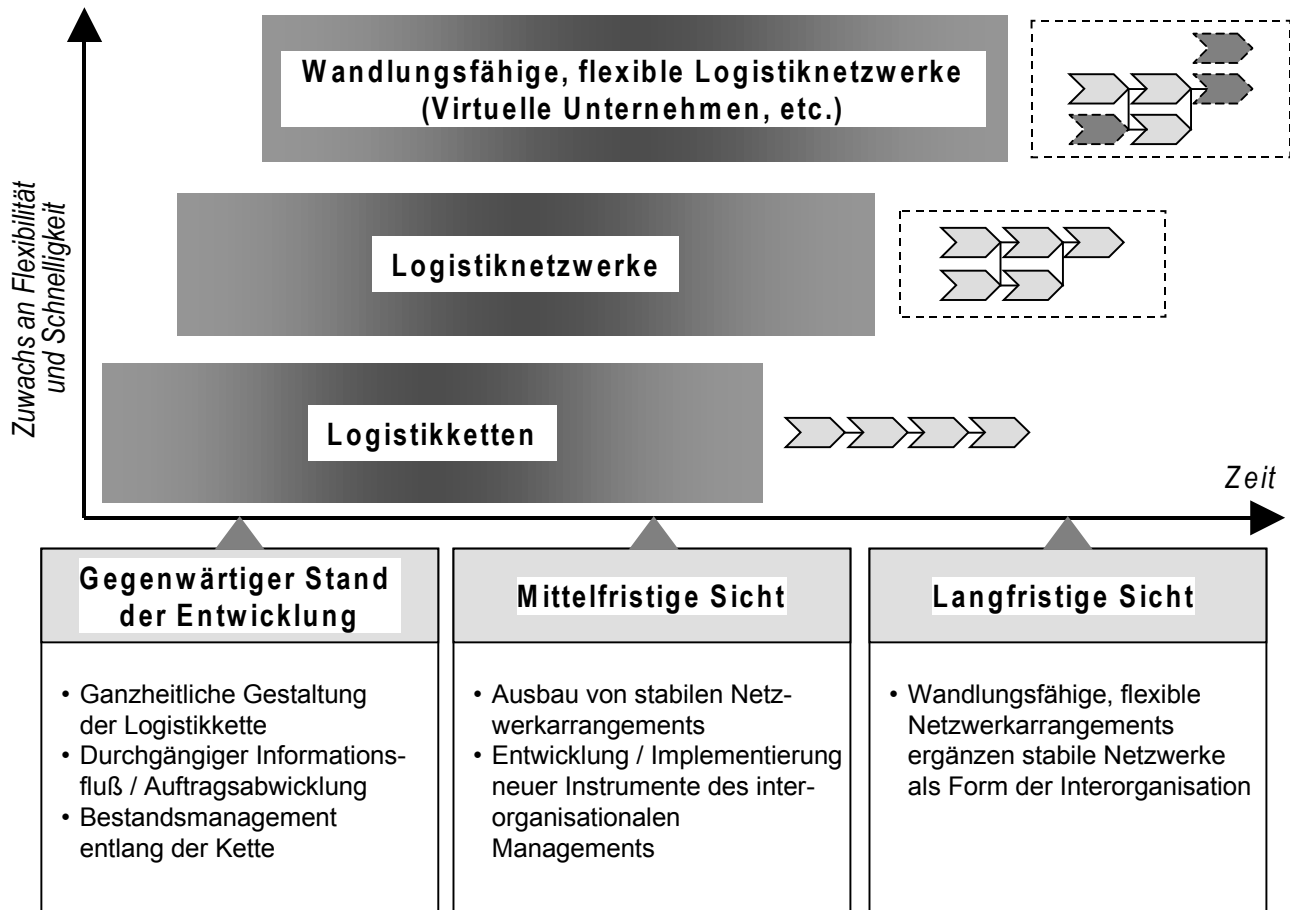 Wandlungsfähige, flexible Logistiknetzwerke
(Virtuelle Unternehmen, etc.)
Zuwachs an Flexibilität
und Schnelligkeit
Logistiknetzwerke
Logistikketten
Zeit
Gegenwärtiger Stand
der Entwicklung
• Ganzheitliche Gestaltung
der Logistikkette
• Durchgängiger Informations-
fluß / Auftragsabwicklung
• Bestandsmanagement
entlang der Kette
Mittelfristige Sicht
• Ausbau von stabilen Netz-
werkarrangements
• Entwicklung / Implementierung
neuer Instrumente des inter-
organisationalen
Managements
Langfristige Sicht
• Wandlungsfähige, flexible
Netzwerkarrangements
ergänzen stabile Netzwerke
als Form der Interorganisation